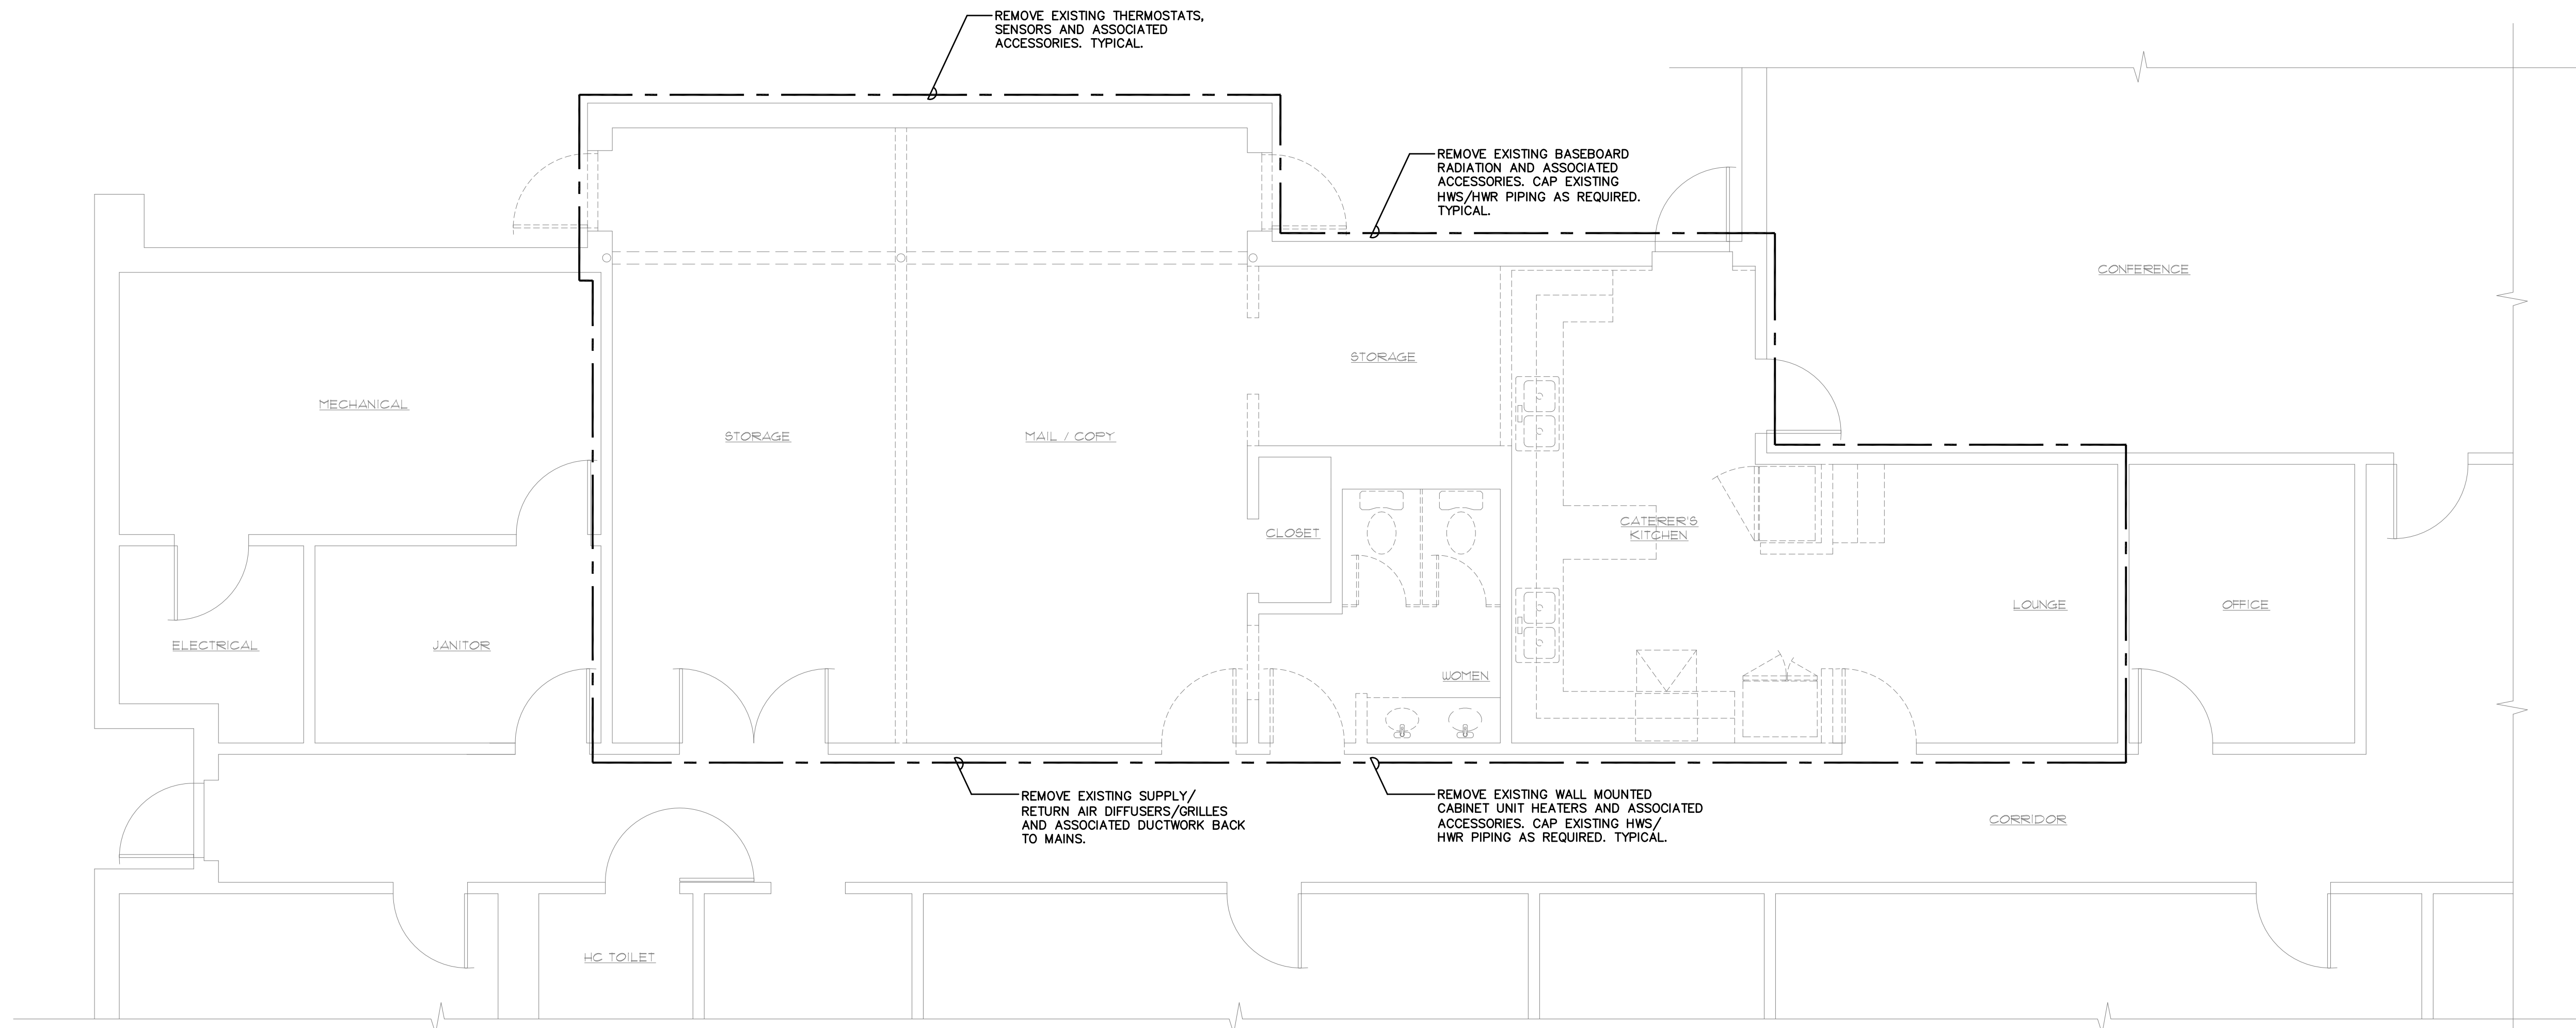 REMOVE EXISTING THERMOSTATS,
SENSORS AND ASSOCIATED
ACCESSORIES. TYPICAL.
REMOVE EXISTING BASEBOARD
RADIATION AND ASSOCIATED
ACCESSORIES. CAP EXISTING
HWS/HWR PIPING AS REQUIRED.
TYPICAL.
CONFERENCE
STORAGE
MECHANICAL
STORAGE
MAIL / COPY
CLOSET
CATERER'S
KITCHEN
LOUNGE
OFFICE
ELECTRICAL
JANITOR
WOMEN
REMOVE EXISTING SUPPLY/
RETURN AIR DIFFUSERS/GRILLES
AND ASSOCIATED DUCTWORK BACK
TO MAINS.
REMOVE EXISTING WALL MOUNTED
CABINET UNIT HEATERS AND ASSOCIATED
ACCESSORIES. CAP EXISTING HWS/
HWR PIPING AS REQUIRED. TYPICAL.
CORRIDOR
HC TOILET